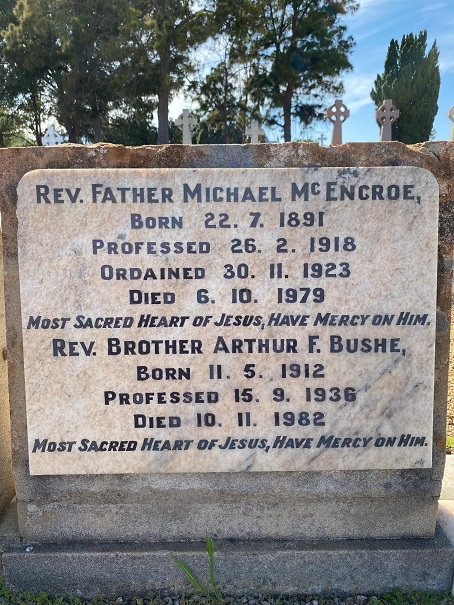 Rev. Father Michael McEncroe,
Born 22. 7. 1891
Professed 26. 2. 1918
Ordained 30. 11. 1923
Died 6. 10. 1979
Most Sacred Heart of Jesus, Have Mercy on Him.
Rev. Brother Arthur F. Bushe,
Born 11. 5. 1912
Professed 15. 9. 1936
Died 10. 11. 1982
Most Sacred Heart of Jesus, Have Mercy on Him.